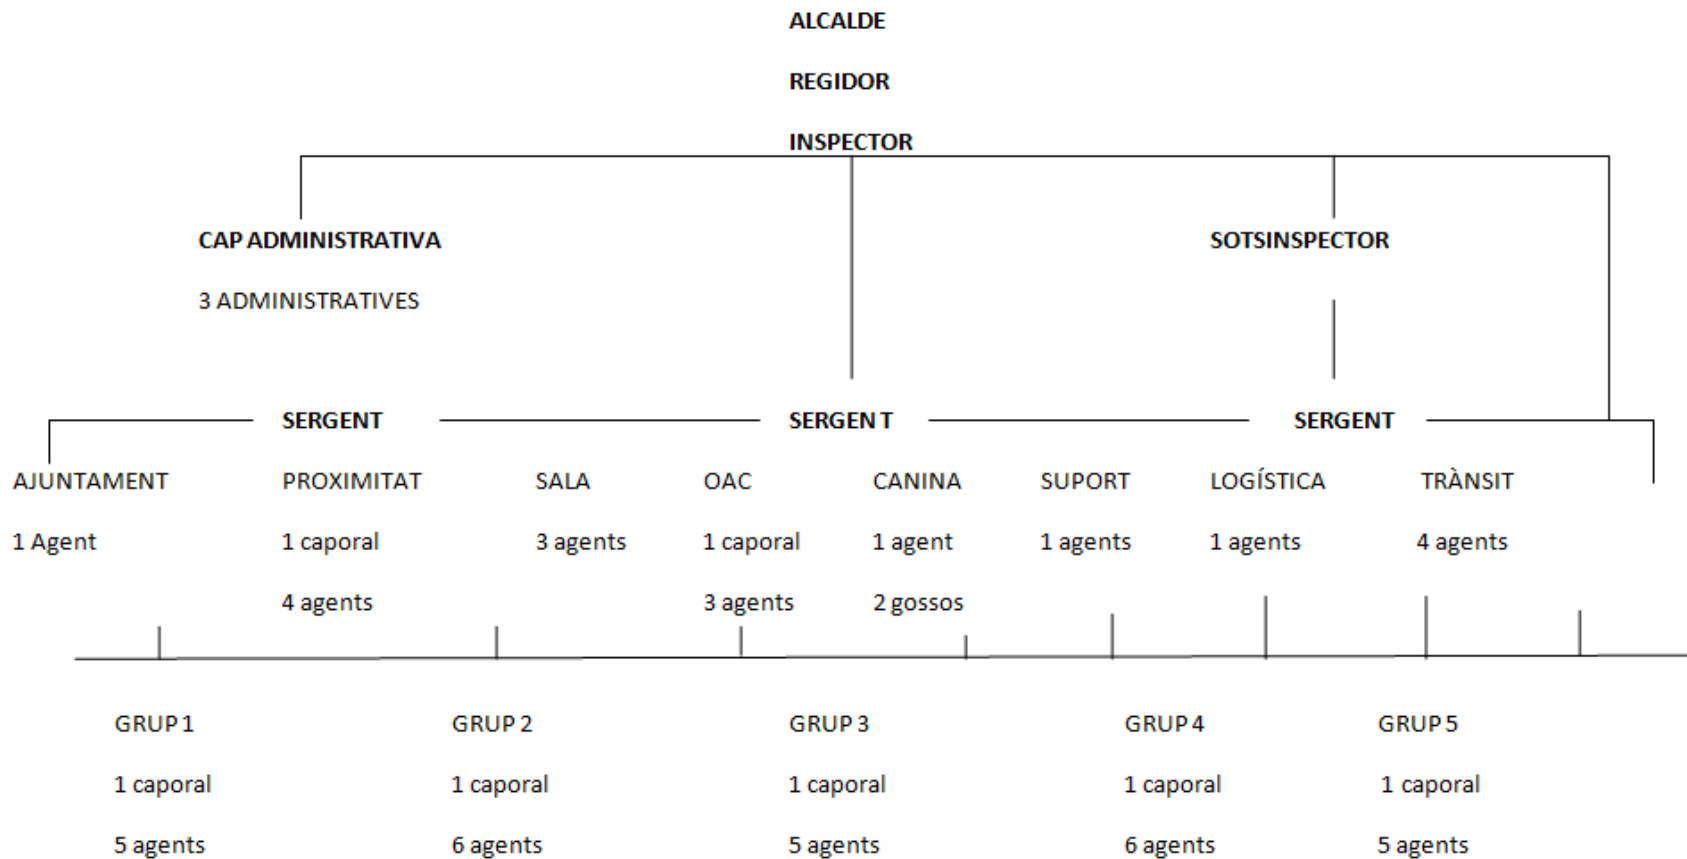 ALCALDE
REGIDOR
INSPECTOR
CAP ADMINISTRATIVA SOTSINSPECTOR
3 ADMINISTRATIVES
SERGENT SERGENT SERGENT
AJUNTAMENT PROXIMITAT SALA OAC CANINA SUPORT LOGÍSTICA TRÀNSIT
1 Agent 1 caporal 3 agents 1 caporal 1 agent 1 agents 1 agents 4 agents
4 agents 3 agents 2 gossos
GRUP 1 GRUP 2 GRUP 3 GRUP 4 GRUP 5
1 caporal 1 caporal 1 caporal 1 caporal 1 caporal
5 agents 6 agents 5 agents 6 agents 5 agents